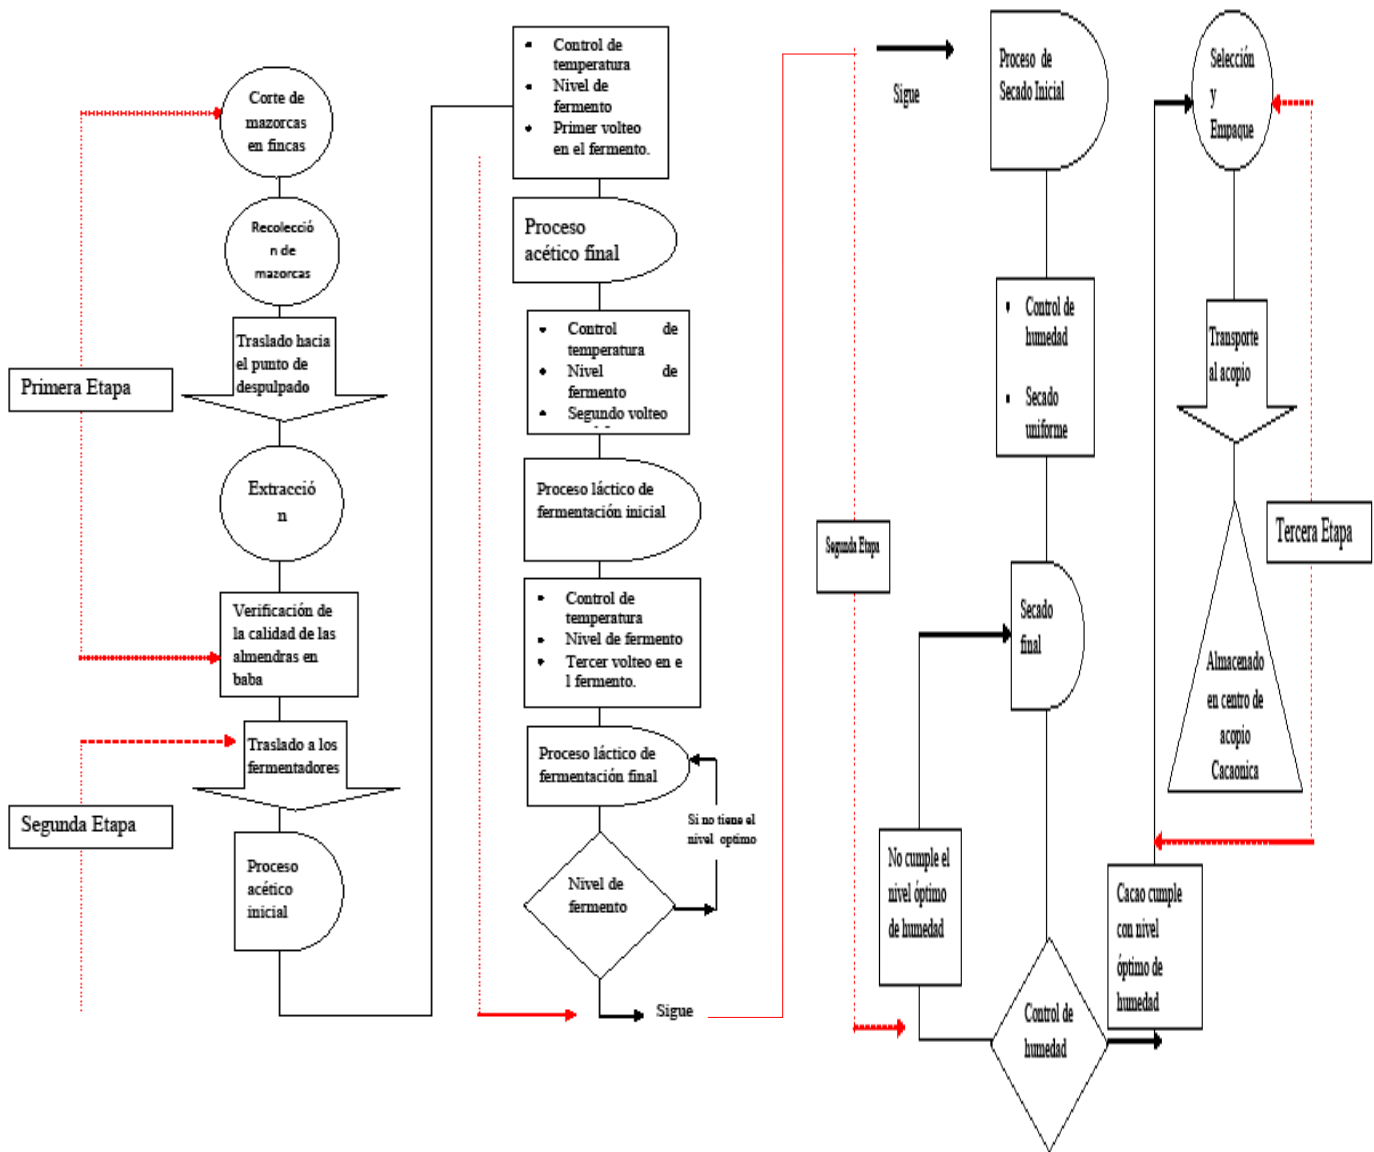 Corte de
mazorcas
en fincas
Recolecció
n de
mazorcas
Traslado hacia
el punto de
despulpado
Primera Etapa
Extracció
n
Verificación de
la calidad de las
almendras en
baba
Traslado a los
fermentadores
Segunda Etapa
Proceso
acético
inicial
• Control de
temperatura
• Nivel de
fermento
• Primer volteo
en el fermento.
Proceso
acético final
• Control de
temperatura
• Nivel de
fermento
• Segundo volteo
Proceso láctico de
fermentación inicial
• Control de
temperatura
• Nivel de fermento
• Tercer volteo en e
l fermento.
Proceso láctico de
fermentación final
Si no tiene el
nivel optimo
Nivel de
fermento
Sigue
Sigue
Proceso de
Secado Inicial
• Control de
humedad
• Secado
uniforme
Segunda Etapa
Secado
final
No cumple el
nivel óptimo
de humedad
Control de
humedad
Cacao cumple
con nivel
óptimo de
humedad
Selección
y
Empaque
Transporte
al acopio
Tercera Etapa
Almacenado
en centro de
acopio
Cacaonica